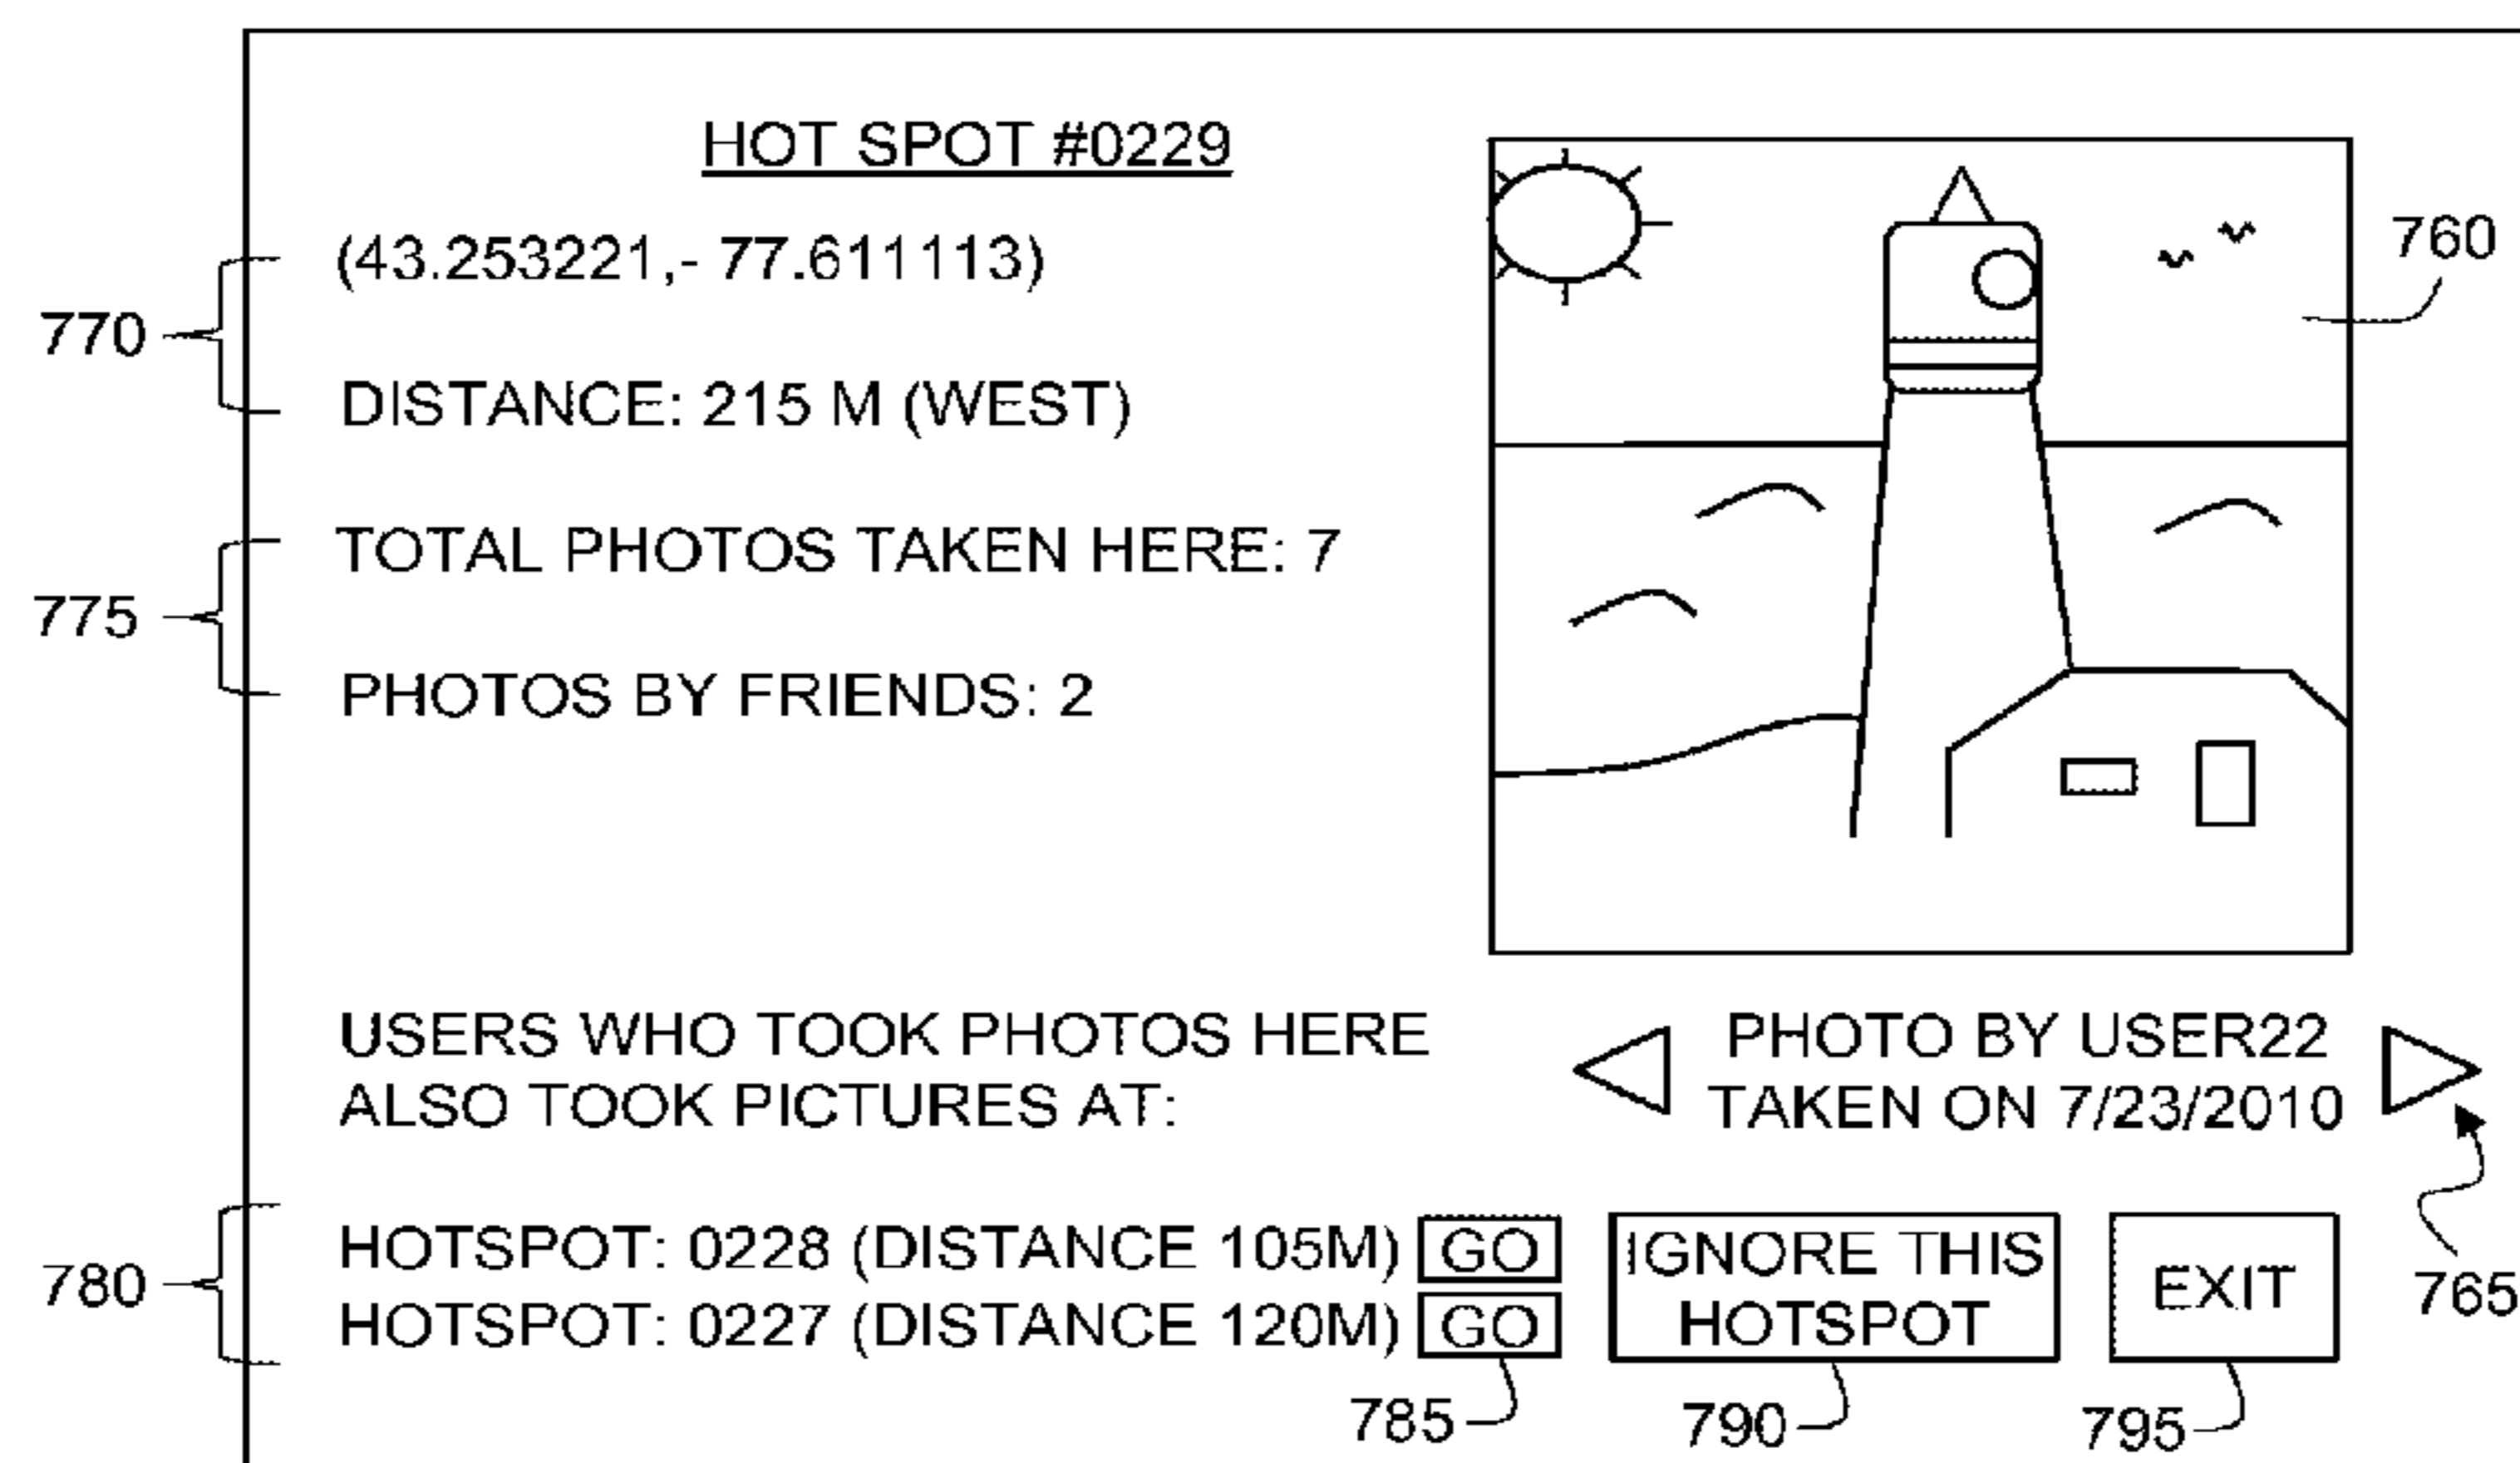 HOT SPOT #0229
(43.253221,- 77.611113)
760
770
DISTANCE: 215 M (WEST)
TOTAL PHOTOS TAKEN HERE: 7
775
PHOTOS BY FRIENDS: 2
USERS WHO TOOK PHOTOS HERE
ALSO TOOK PICTURES AT:
PHOTO BY USER22
TAKEN ON 7/23/2010
780
HOTSPOT: 0228 (DISTANCE 105M) GO
HOTSPOT: 0227 (DISTANCE 120M) GO
IGNORE THIS
HOTSPOT
EXIT
765
785
790
795